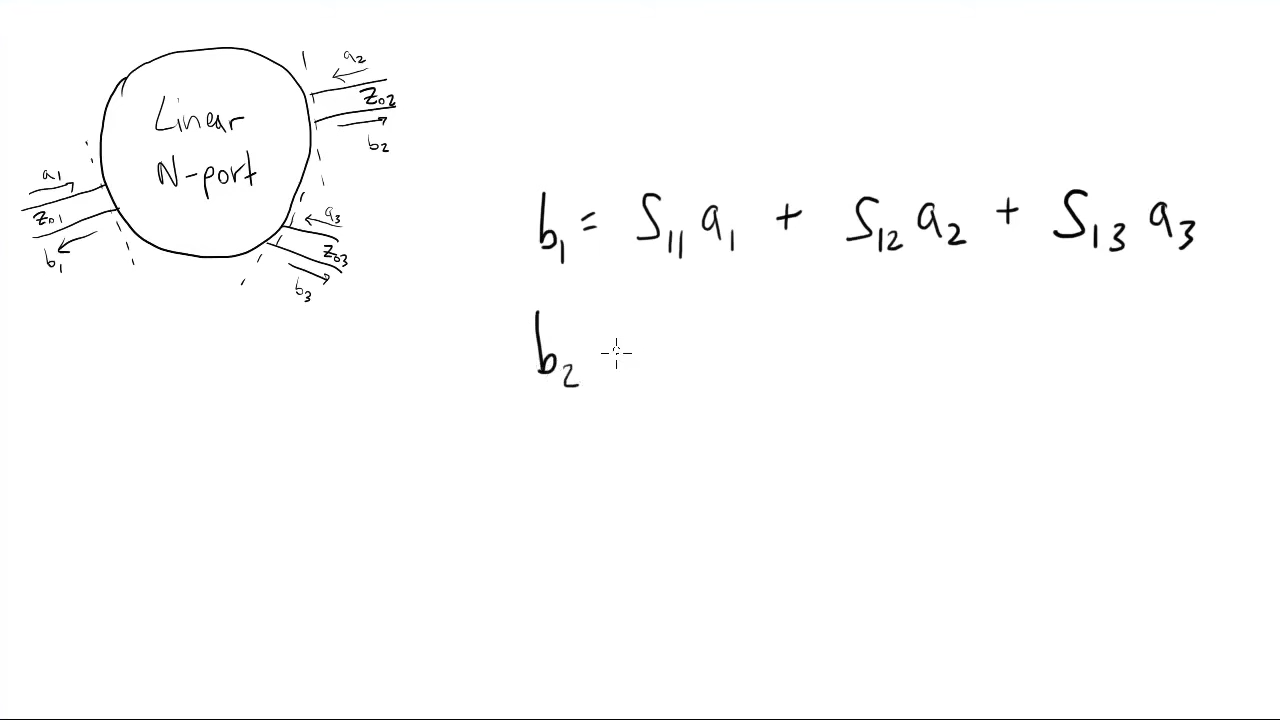 a₂
Z₀₂
b₂
Linear
N-port
a₁
Z₀₁
b₁
a₃
Z₀₃
b₃
b₁ = S₁₁ a₁ + S₁₂ a₂ + S₁₃ a₃
b₂